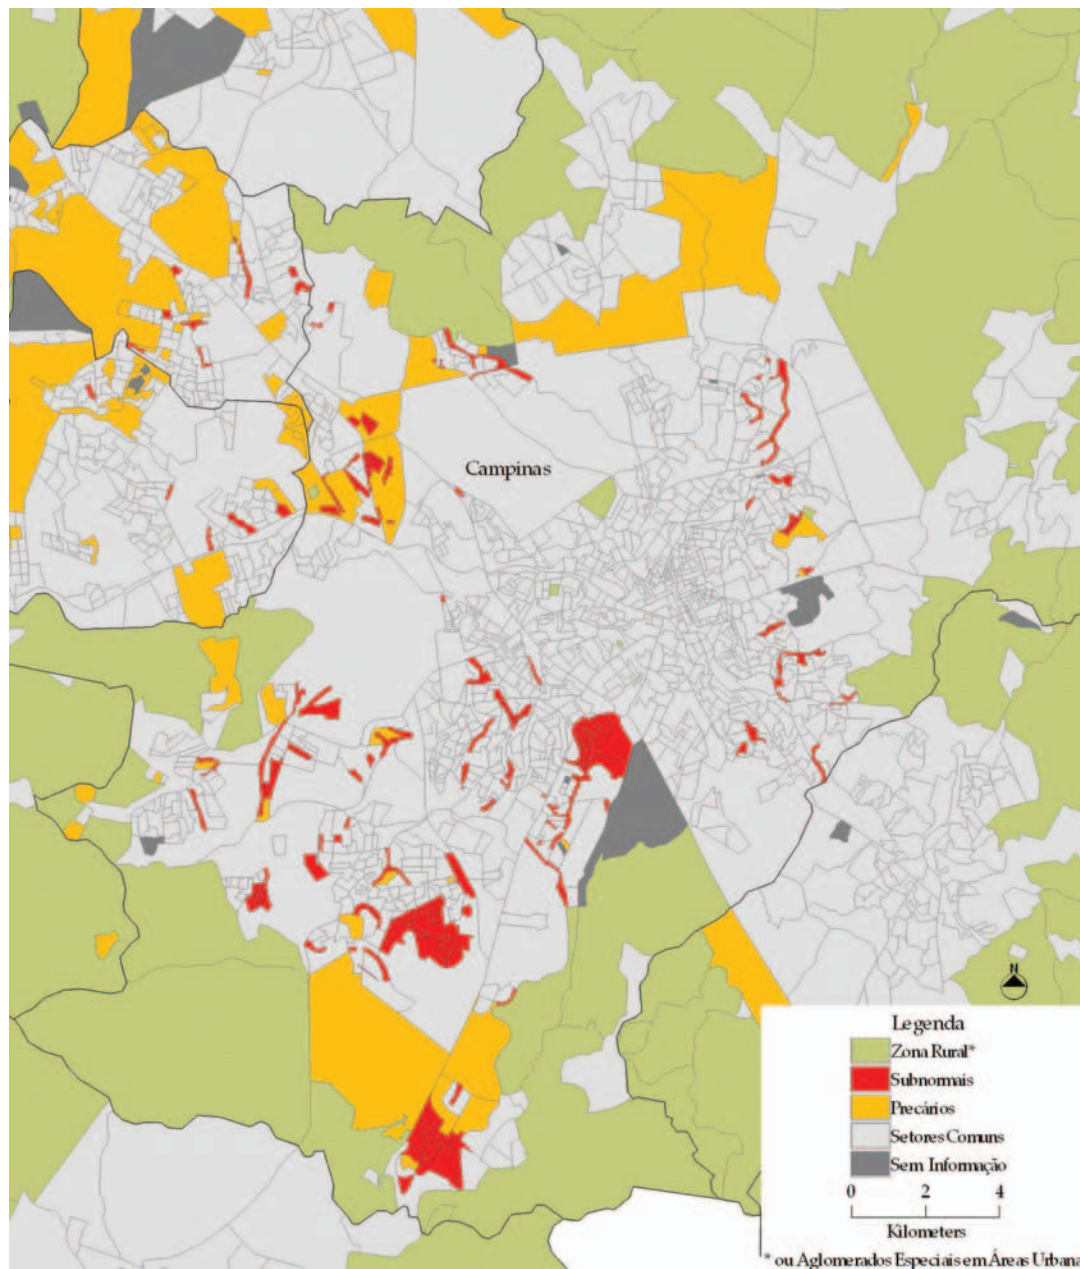 Campinas
N
Legenda
Zona Rural*
Subnormais
Precários
Setores Comuns
Sem Informação
0 2 4
Kilometers
* ou Aglomerados Especiais em Áreas Urbana